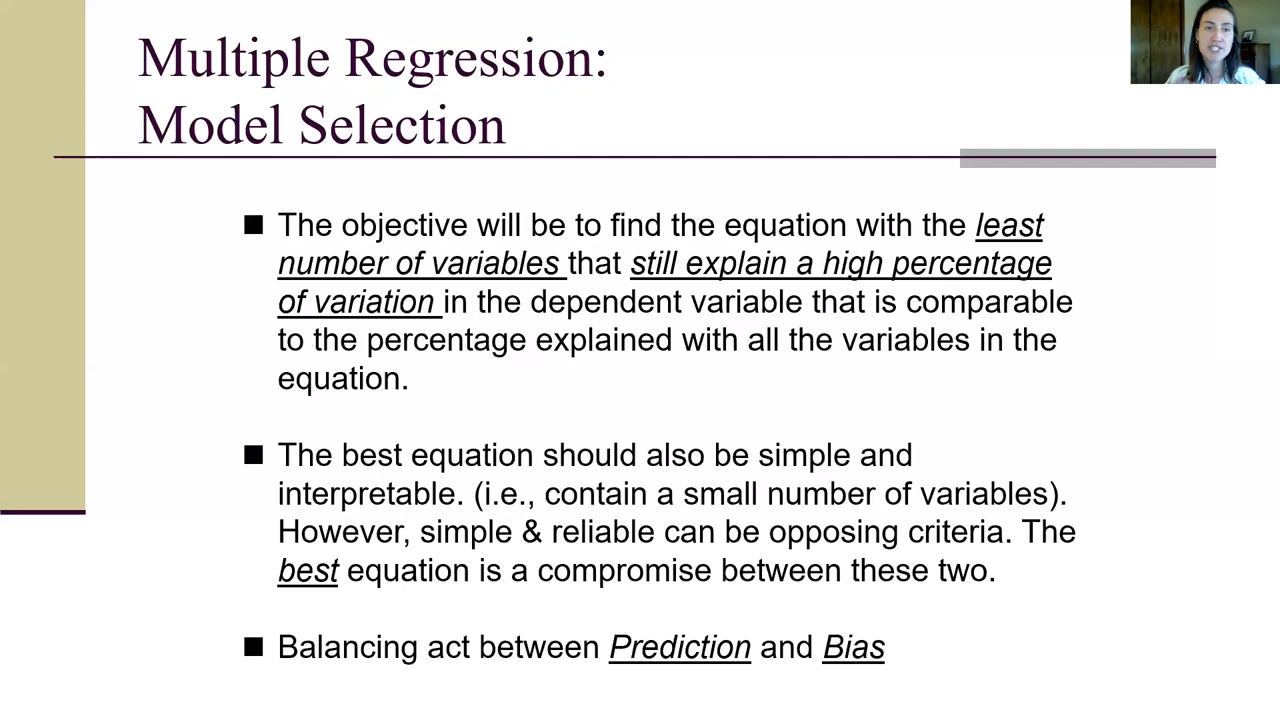 Multiple Regression:
Model Selection
■ The objective will be to find the equation with the least
number of variables that still explain a high percentage
of variation in the dependent variable that is comparable
to the percentage explained with all the variables in the
equation.
■ The best equation should also be simple and
interpretable. (i.e., contain a small number of variables).
However, simple & reliable can be opposing criteria. The
best equation is a compromise between these two.
■ Balancing act between Prediction and Bias